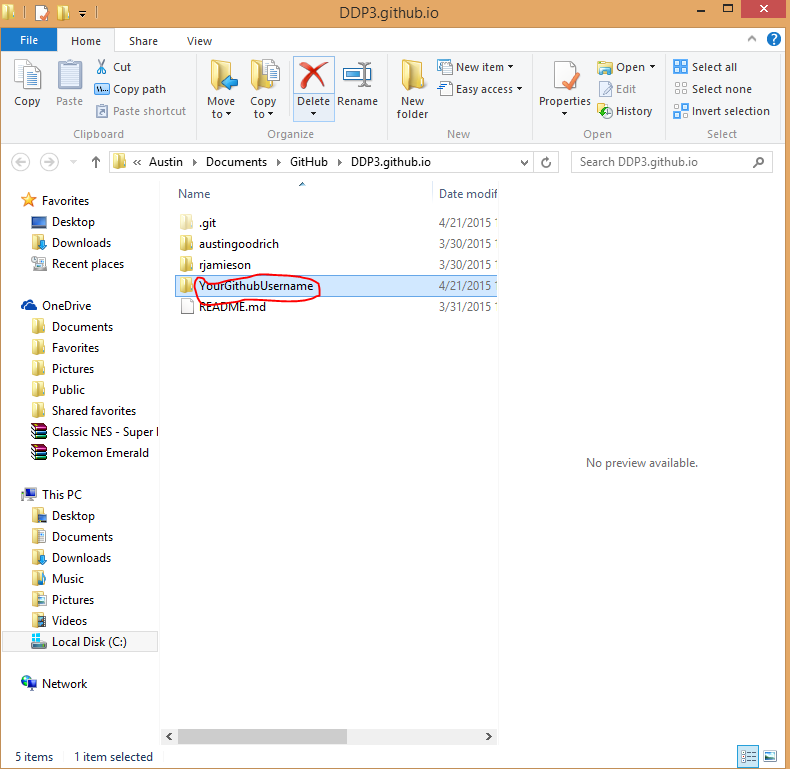 DDP3.github.io
File Home Share View
Copy
Paste
Cut
Copy path
Paste shortcut
Clipboard
Move to
Copy to
Delete
Rename
Organize
New folder
New item
Easy access
New
Properties
Open
Edit
History
Open
Select all
Select none
Invert selection
Select
« Austin Documents GitHub DDP3.github.io
Search DDP3.github.io
Favorites
Desktop
Downloads
Recent places
OneDrive
Documents
Favorites
Pictures
Public
Shared favorites
Classic NES - Super
Pokemon Emerald
This PC
Desktop
Documents
Downloads
Music
Pictures
Videos
Local Disk (C:)
Network
Name Date modif
.git 4/21/2015 1
austingoodrich 3/30/2015 1
rjamieson 3/30/2015 1
YourGithubUsername 4/21/2015 1
README.md 3/31/2015 1
No preview available.
5 items 1 item selected